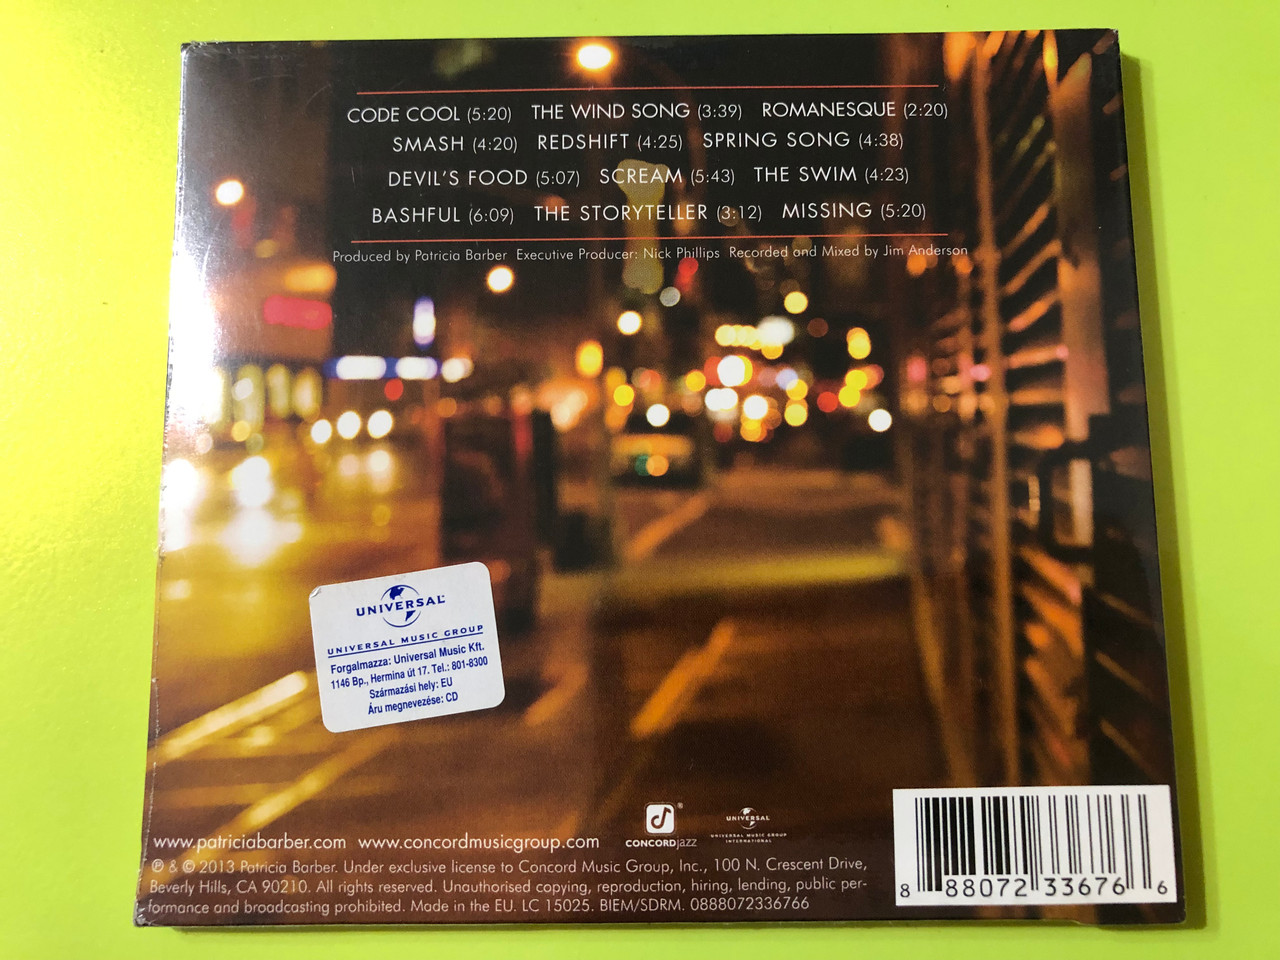 CODE COOL (5:20) THE WIND SONG (3:39) ROMANESQUE (2:20)
SMASH (4:20) REDSHIFT (4:25) SPRING SONG (4:38)
DEVIL'S FOOD (5:07) SCREAM (5:43) THE SWIM (4:23)
BASHFUL (6:09) THE STORYTELLER (3:12) MISSING (5:20)
Produced by Patricia Barber Executive Producer: Nick Phillips Recorded and Mixed by Jim Anderson
UNIVERSAL
UNIVERSAL MUSIC GROUP
Forgalmazza: Universal Music Kft.
1146 Bp., Hermina út 17. Tel.: 801-8300
Származási hely: EU
Áru megnevezése: CD
www.patriciabarber.com www.concordmusicgroup.com
CONCORDjazz
UNIVERSAL
UNIVERSAL MUSIC GROUP
INTERNATIONAL
℗ & © 2013 Patricia Barber. Under exclusive license to Concord Music Group, Inc., 100 N. Crescent Drive,
Beverly Hills, CA 90210. All rights reserved. Unauthorised copying, reproduction, hiring, lending, public per-
formance and broadcasting prohibited. Made in the EU. LC 15025. BIEM/SDRM. 0888072336766
8 88072 33676 6